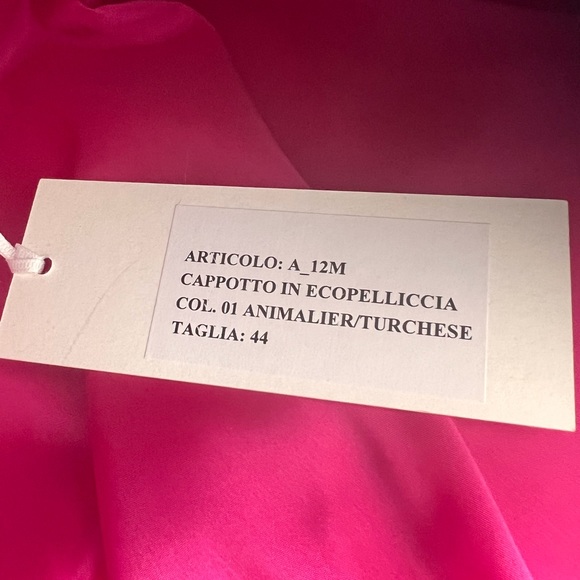 ARTICOLO: A_12M
CAPPOTTO IN ECOPELLICCIA
COL. 01 ANIMALIER/TURCHESE
TAGLIA: 44